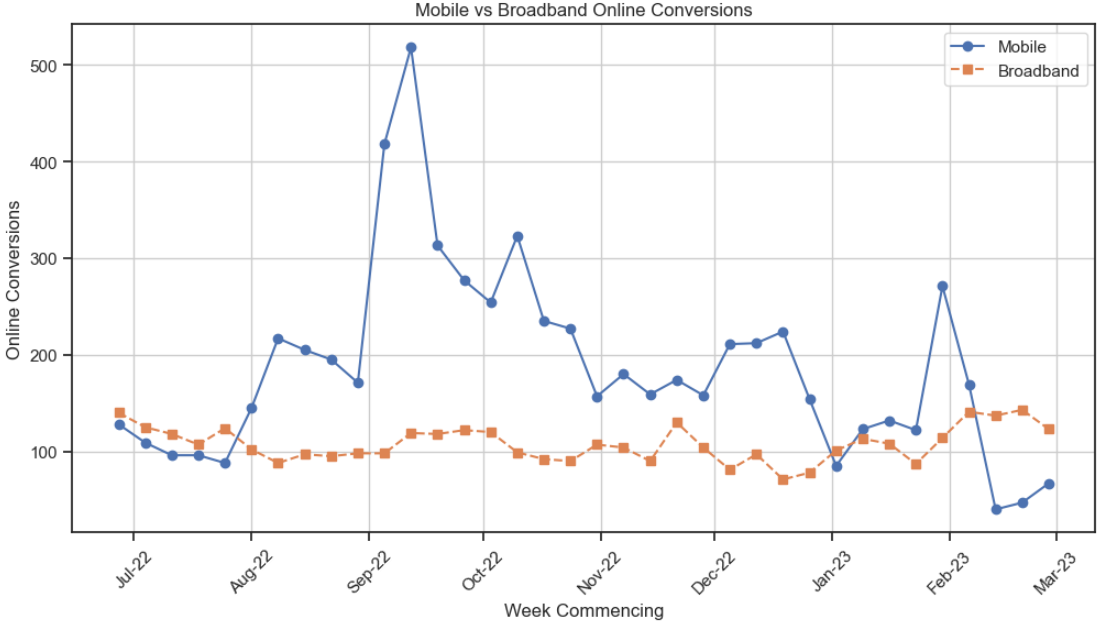 Mobile vs Broadband Online Conversions
Mobile
Broadband
Online Conversions
500
400
300
200
100
Jul-22
Aug-22
Sep-22
Oct-22
Nov-22
Dec-22
Jan-23
Feb-23
Mar-23
Week Commencing